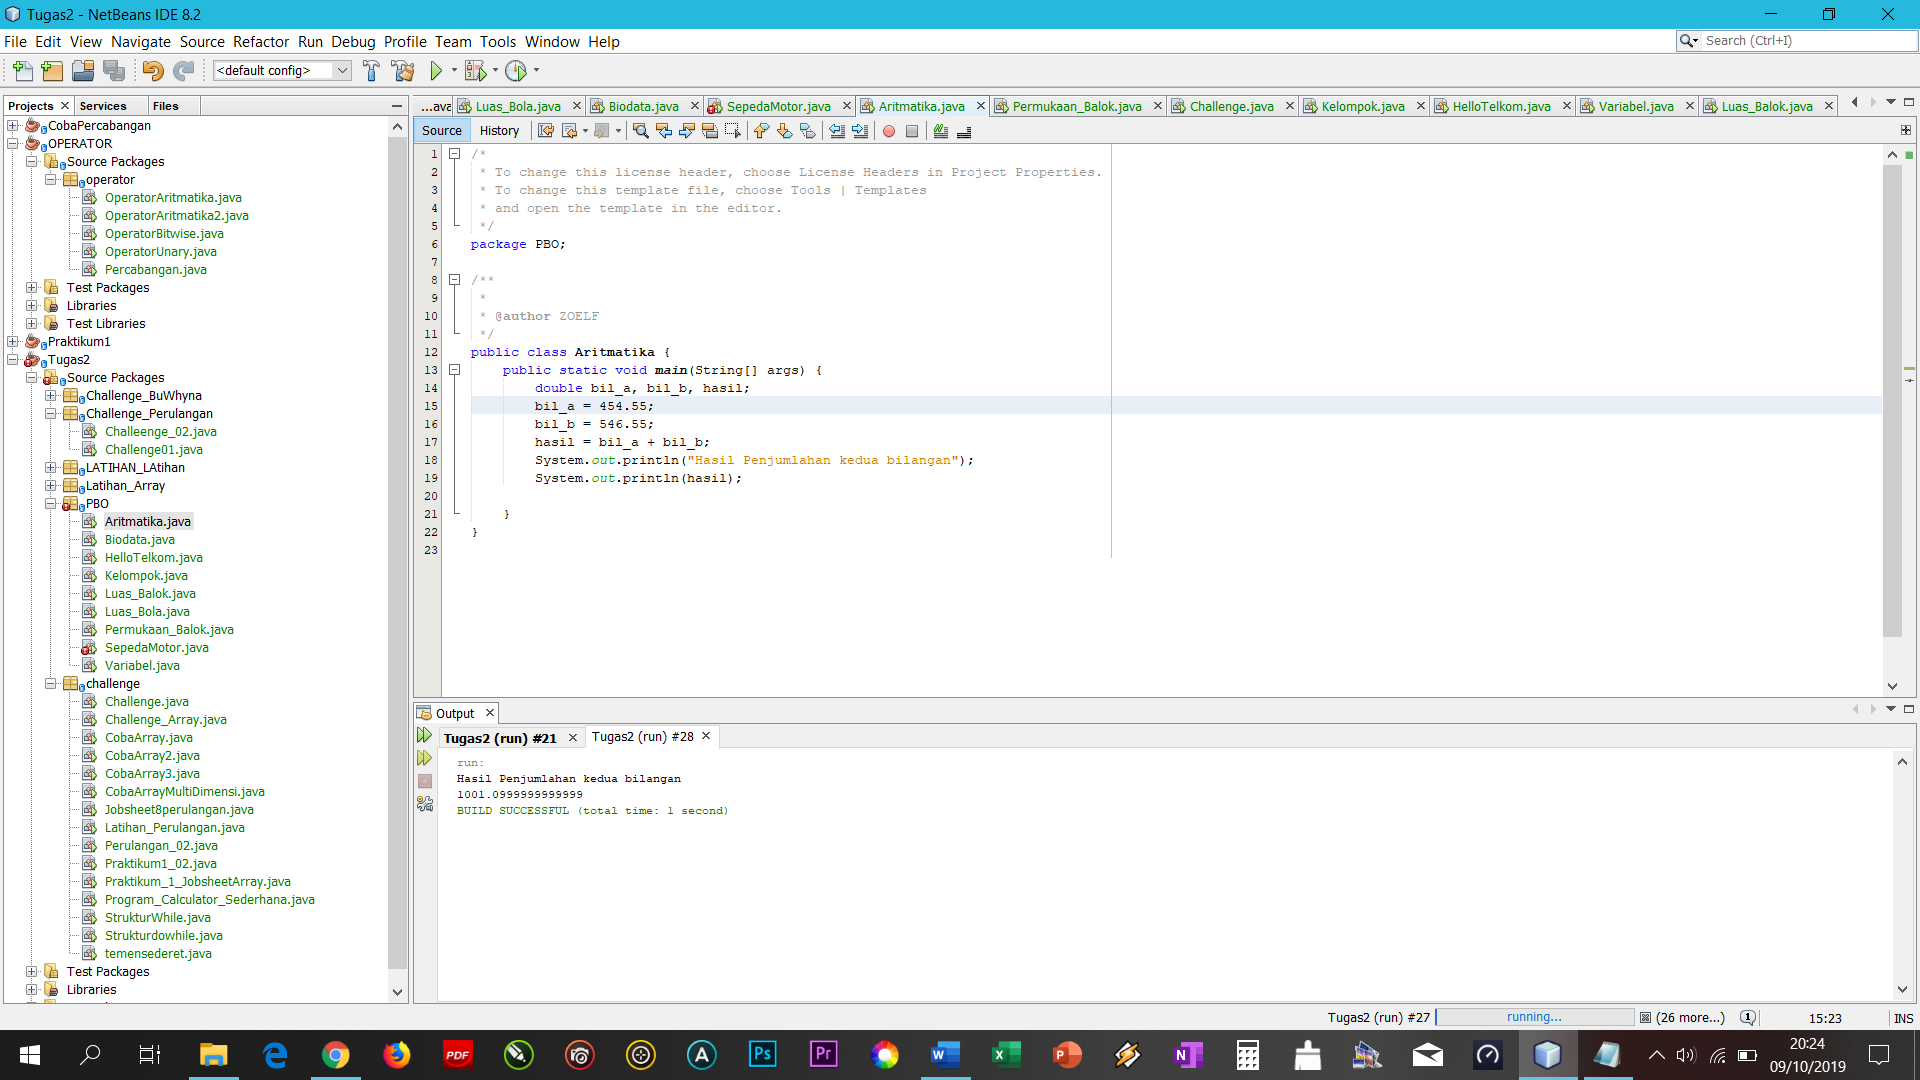 Tugas2 - NetBeans IDE 8.2
File Edit View Navigate Source Refactor Run Debug Profile Team Tools Window Help
Search (Ctrl+I)
<default config>
Projects
Services
Files
CobaPercabangan
OPERATOR
Source Packages
operator
OperatorAritmatika.java
OperatorAritmatika2.java
OperatorBitwise.java
OperatorUnary.java
Percabangan.java
Test Packages
Libraries
Test Libraries
Praktikum1
Tugas2
Source Packages
Challenge_BuWhyna
Challenge_Perulangan
Challeenge_02.java
Challenge01.java
LATIHAN_LAtihan
Latihan_Array
PBO
Aritmatika.java
Biodata.java
HelloTelkom.java
Kelompok.java
Luas_Balok.java
Luas_Bola.java
Permukaan_Balok.java
SepedaMotor.java
Variabel.java
challenge
Challenge.java
Challenge_Array.java
CobaArray.java
CobaArray2.java
CobaArray3.java
CobaArrayMultiDimensi.java
Jobsheet8perulangan.java
Latihan_Perulangan.java
Perulangan_02.java
Praktikum1_02.java
Praktikum_1_JobsheetArray.java
Program_Calculator_Sederhana.java
StrukturWhile.java
Strukturdowhile.java
temensederet.java
Test Packages
Libraries
...ava Luas_Bola.java Biodata.java SepedaMotor.java Aritmatika.java Permukaan_Balok.java Challenge.java Kelompok.java HelloTelkom.java Variabel.java Luas_Balok.java
Source History
1 /*
2 * To change this license header, choose License Headers in Project Properties.
3 * To change this template file, choose Tools | Templates
4 * and open the template in the editor.
5 */
6 package PBO;
7
8 /**
9 *
10 * @author ZOELF
11 */
12 public class Aritmatika {
13 public static void main(String[] args) {
14 double bil_a, bil_b, hasil;
15 bil_a = 454.55;
16 bil_b = 546.55;
17 hasil = bil_a + bil_b;
18 System.out.println("Hasil Penjumlahan kedua bilangan");
19 System.out.println(hasil);
20
21 }
22 }
23
Output
Tugas2 (run) #21 Tugas2 (run) #28
run:
Hasil Penjumlahan kedua bilangan
1001.0999999999999
BUILD SUCCESSFUL (total time: 1 second)
Tugas2 (run) #27 running... (26 more...) 1 15:23 INS
PDF
A
Ps
Pr
W
X
P
N
20:24
09/10/2019